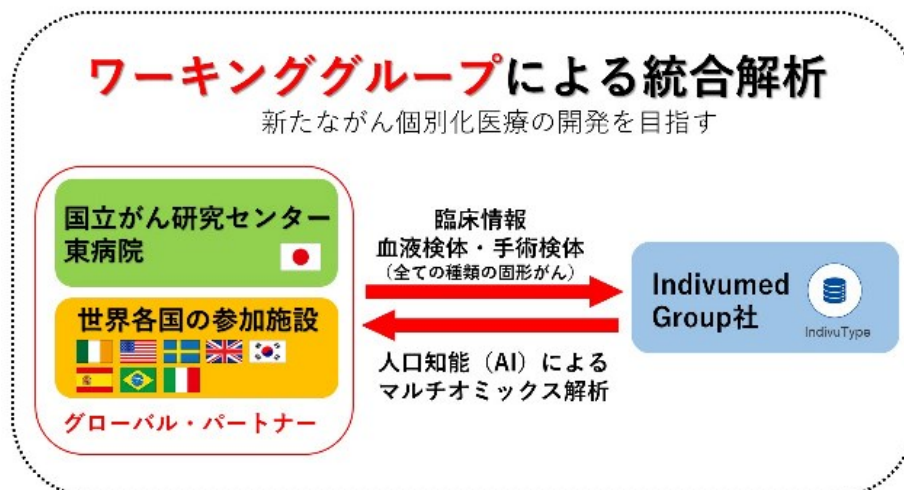 ワーキンググループによる統合解析
新たながん個別化医療の開発を目指す
国立がん研究センター
東病院
世界各国の参加施設
グローバル・パートナー
臨床情報
血液検体・手術検体
（全ての種類の固形がん）
人口知能（AI）による
マルチオミックス解析
Indivumed
Group社
IndivuType